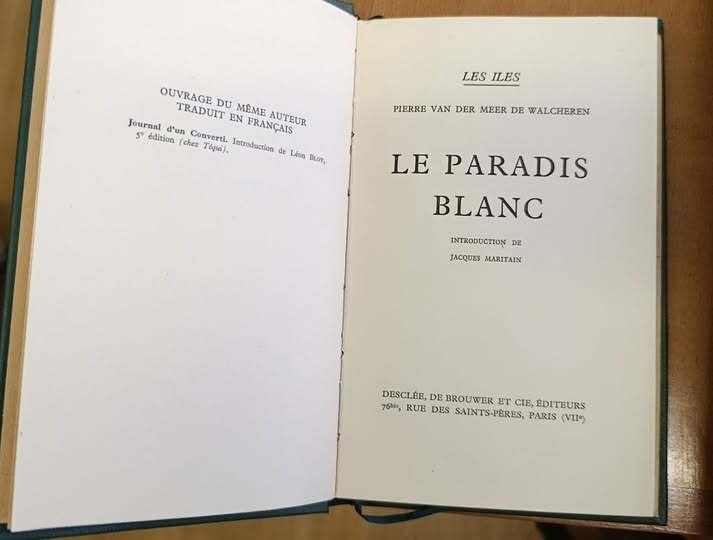 OUVRAGE DU MÊME AUTEUR
TRADUIT EN FRANÇAIS
Journal d'un Converti. Introduction de Léon BLOY,
5e édition (chez Téqui).
LES ILES
PIERRE VAN DER MEER DE WALCHEREN
LE PARADIS
BLANC
INTRODUCTION DE
JACQUES MARITAIN
DESCLÉE, DE BROUWER ET CIE, ÉDITEURS
76bis, RUE DES SAINTS-PÈRES, PARIS (VIIe)